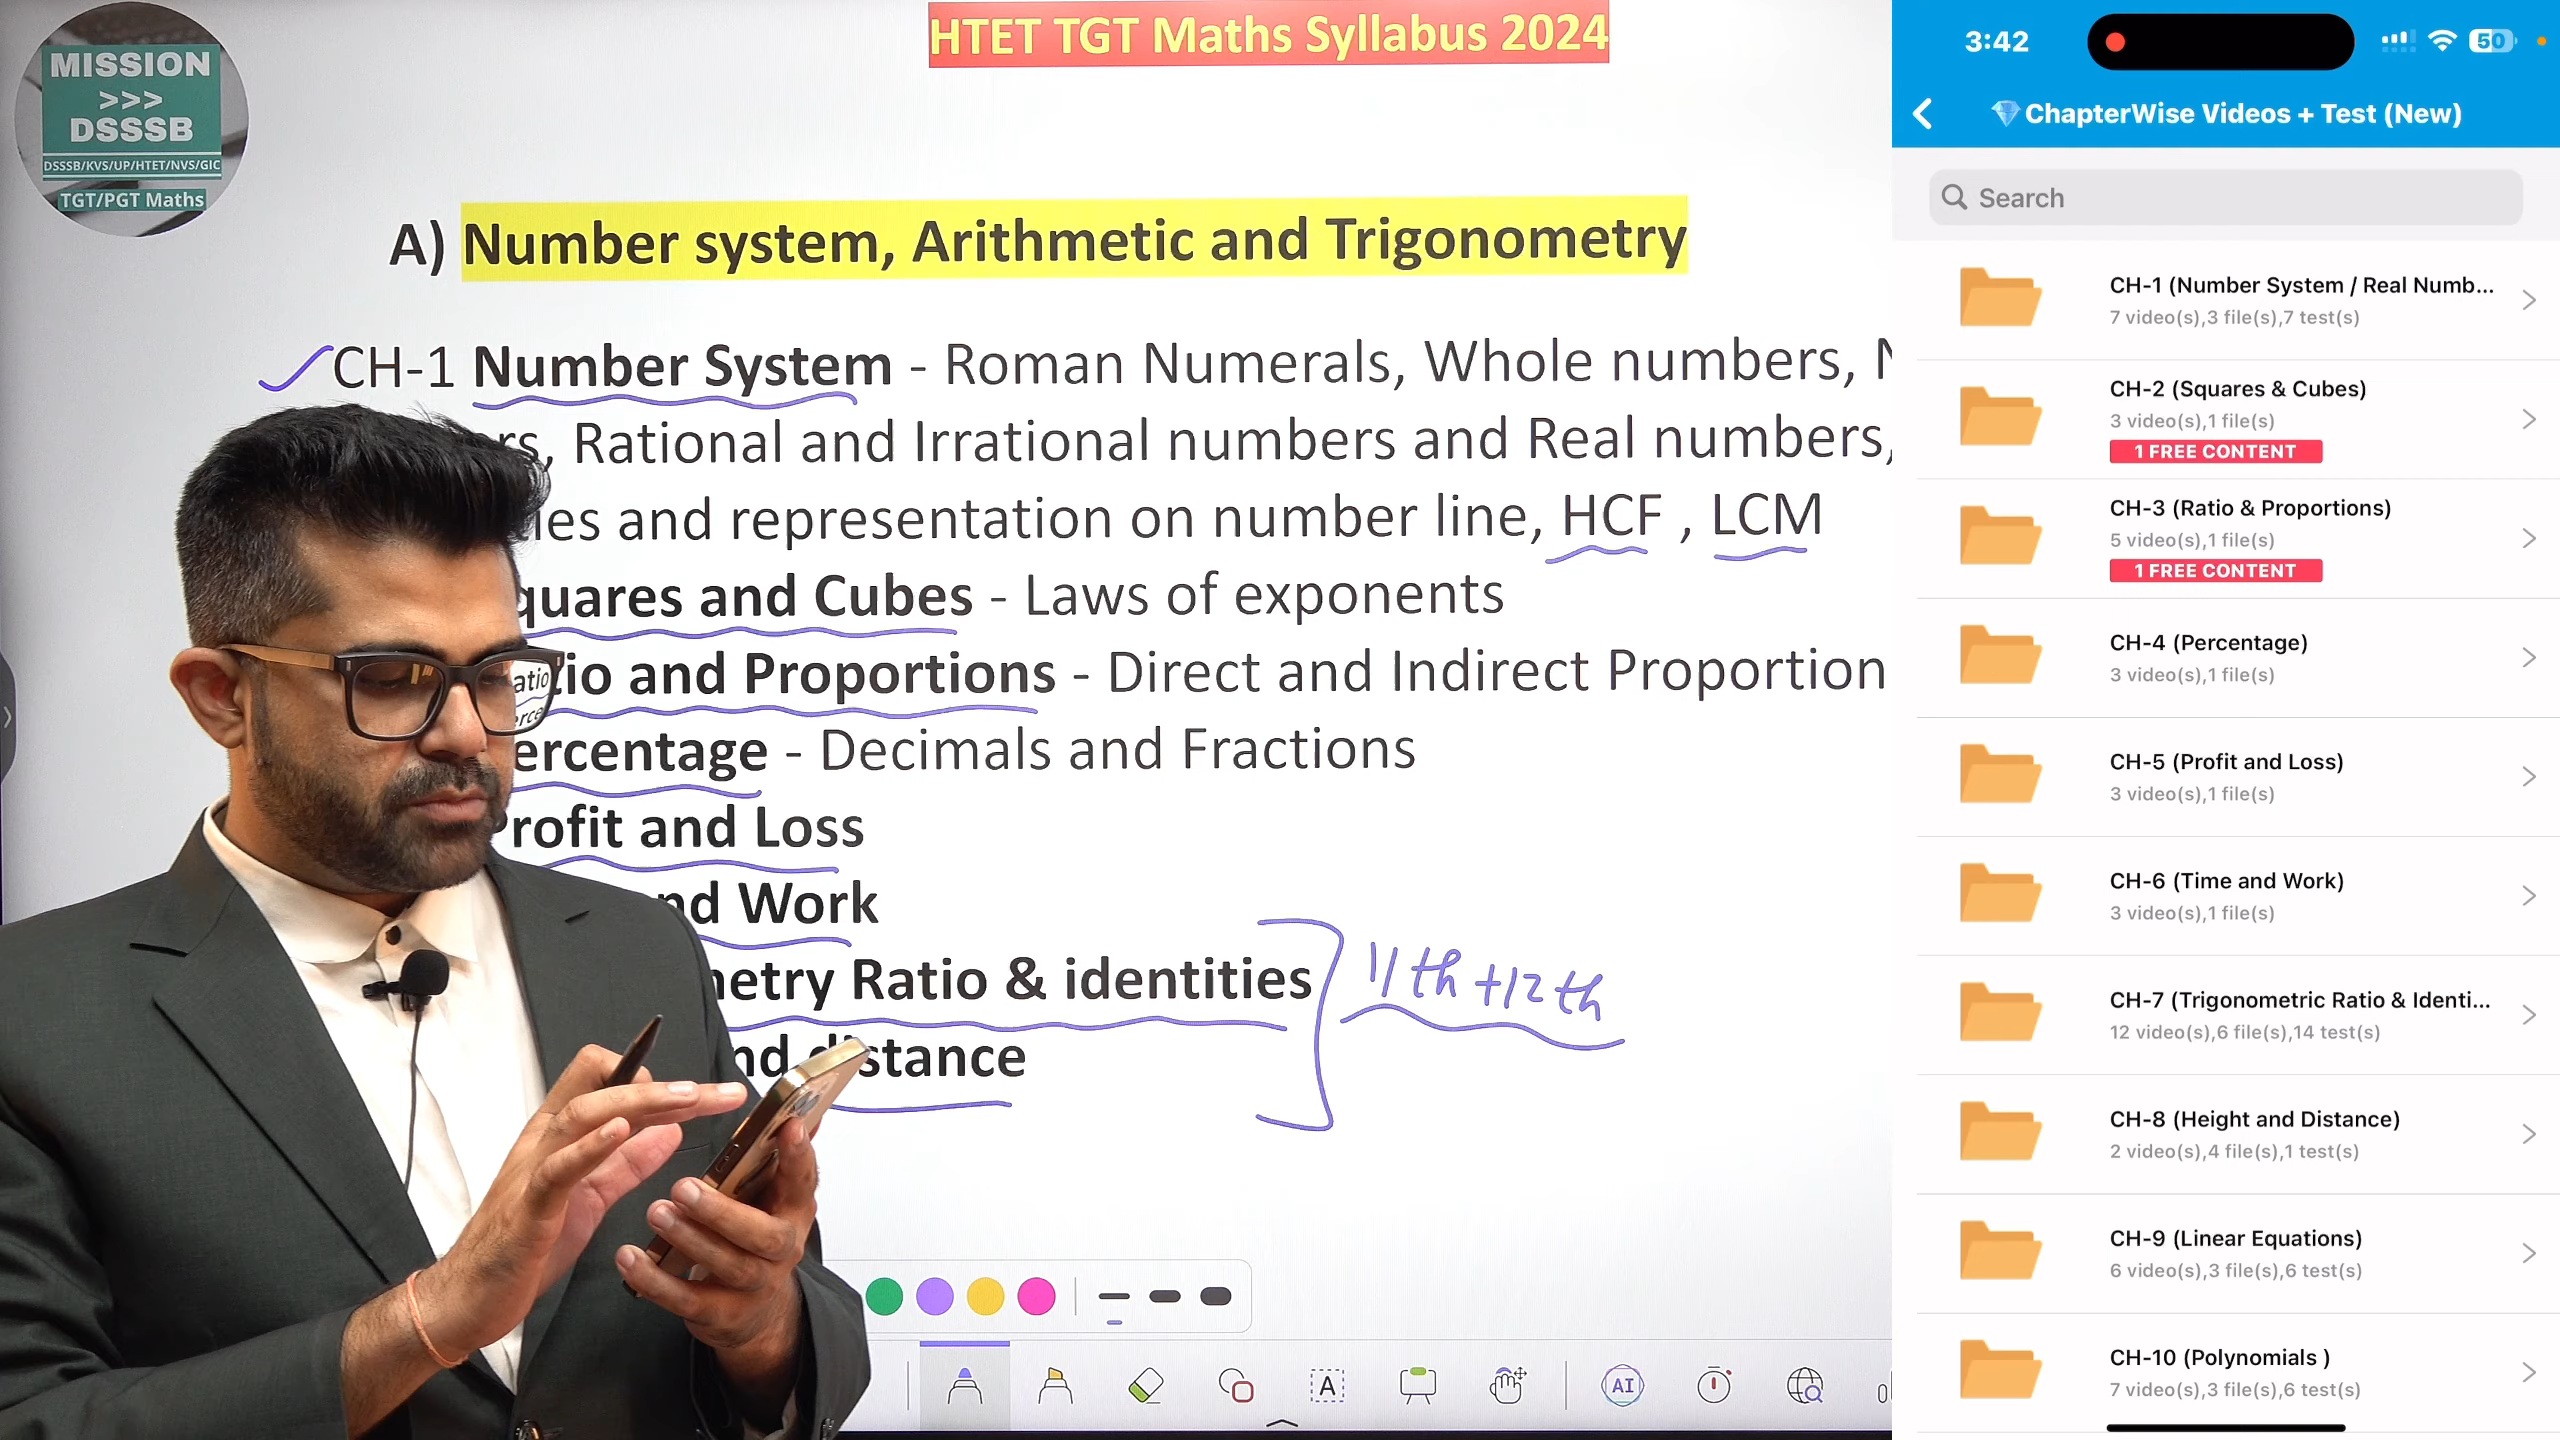 MISSION
>>>
DSSSB
DSSSB/KVS/UP/HTET/NVS/GIC
TGT/PGT Maths
HTET TGT Maths Syllabus 2024
A) Number system, Arithmetic and Trigonometry
CH-1 Number System - Roman Numerals, Whole numbers, N
rs, Rational and Irrational numbers and Real numbers,
ies and representation on number line, HCF , LCM
quares and Cubes - Laws of exponents
tio and Proportions - Direct and Indirect Proportion
ercentage - Decimals and Fractions
Profit and Loss
nd Work
netry Ratio & identities
11th +12th
nd distance
A
AI
3:42
50
ChapterWise Videos + Test (New)
Search
CH-1 (Number System / Real Numb...
7 video(s),3 file(s),7 test(s)
CH-2 (Squares & Cubes)
3 video(s),1 file(s)
1 FREE CONTENT
CH-3 (Ratio & Proportions)
5 video(s),1 file(s)
1 FREE CONTENT
CH-4 (Percentage)
3 video(s),1 file(s)
CH-5 (Profit and Loss)
3 video(s),1 file(s)
CH-6 (Time and Work)
3 video(s),1 file(s)
CH-7 (Trigonometric Ratio & Identi...
12 video(s),6 file(s),14 test(s)
CH-8 (Height and Distance)
2 video(s),4 file(s),1 test(s)
CH-9 (Linear Equations)
6 video(s),3 file(s),6 test(s)
CH-10 (Polynomials )
7 video(s),3 file(s),6 test(s)